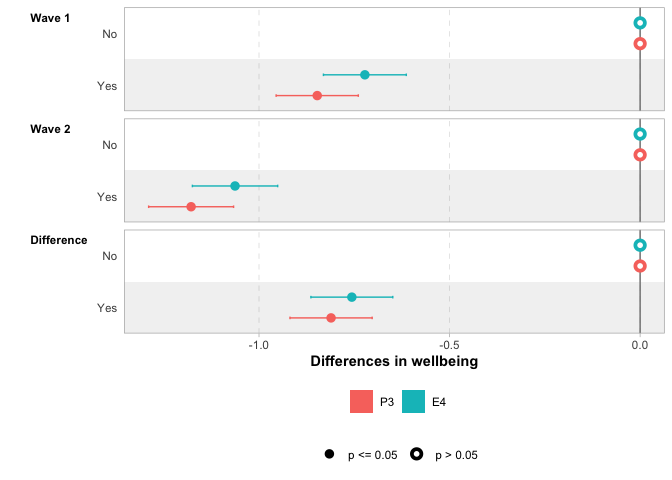 Wave 1
No
Yes
Wave 2
No
Yes
Difference
No
Yes
-1.0 -0.5 0.0
Differences in wellbeing
P3 E4
p <= 0.05 p > 0.05